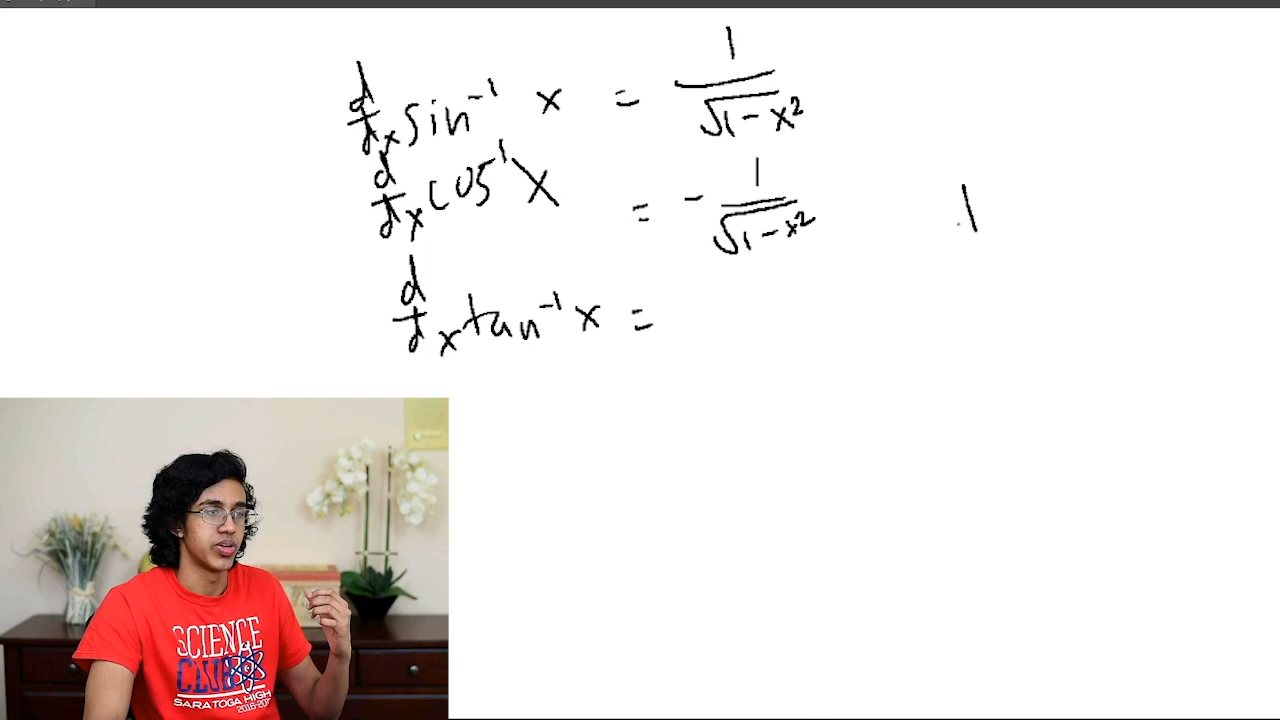 d/dx sin⁻¹ x = 1/√1-x²
d/dx cos⁻¹ x = - 1/√1-x²
d/dx tan⁻¹ x =
SCIENCE
CLUB
SARATOGA HIGH